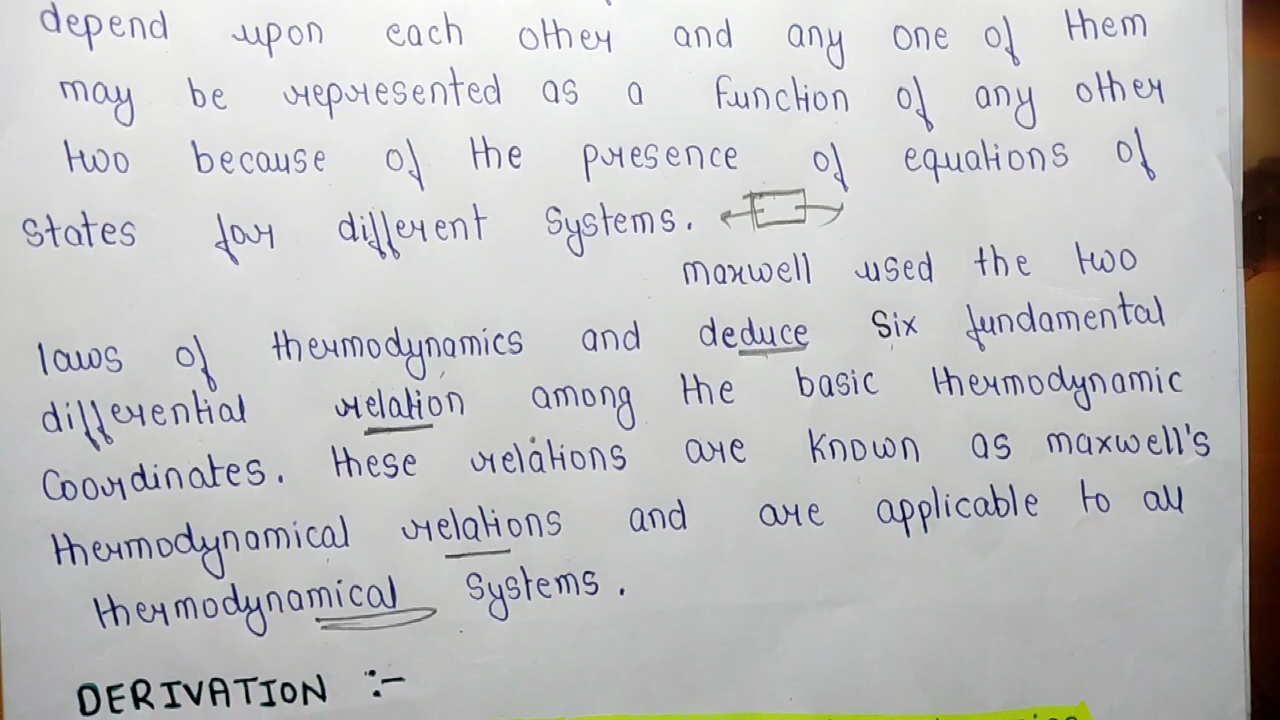 depend upon each other and any one of them
may be represented as a function of any other
two because of the presence of equations of
states for different systems.
maxwell used the two
laws of thermodynamics and deduce six fundamental
differential relation among the basic thermodynamic
Coordinates. these relations are known as maxwell's
thermodynamical relations and are applicable to all
thermodynamical systems.
DERIVATION :-